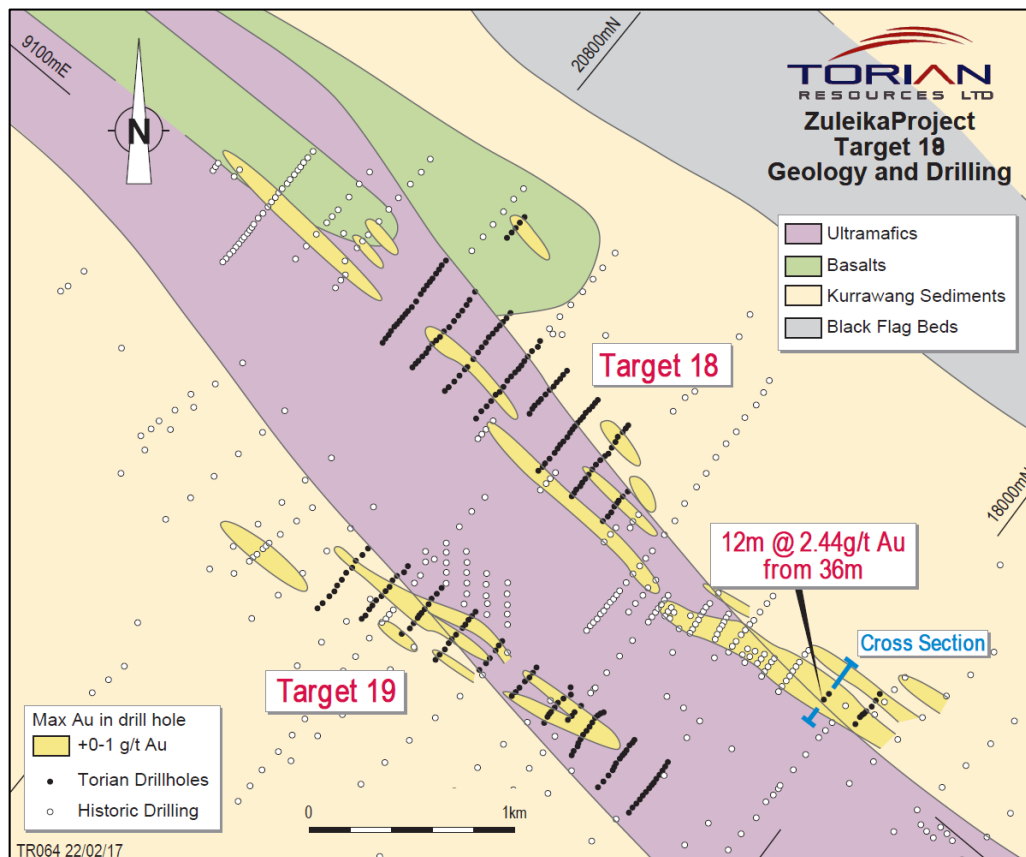 9100mE
20800mN
N
TORIAN
RESOURCES LTD
ZuleikaProject
Target 19
Geology and Drilling
Ultramafics
Basalts
Kurrawang Sediments
Black Flag Beds
Target 18
18000mN
12m @ 2.44g/t Au
from 36m
Cross Section
Target 19
Max Au in drill hole
+0-1 g/t Au
Torian Drillholes
Historic Drilling
0
1km
TR064 22/02/17